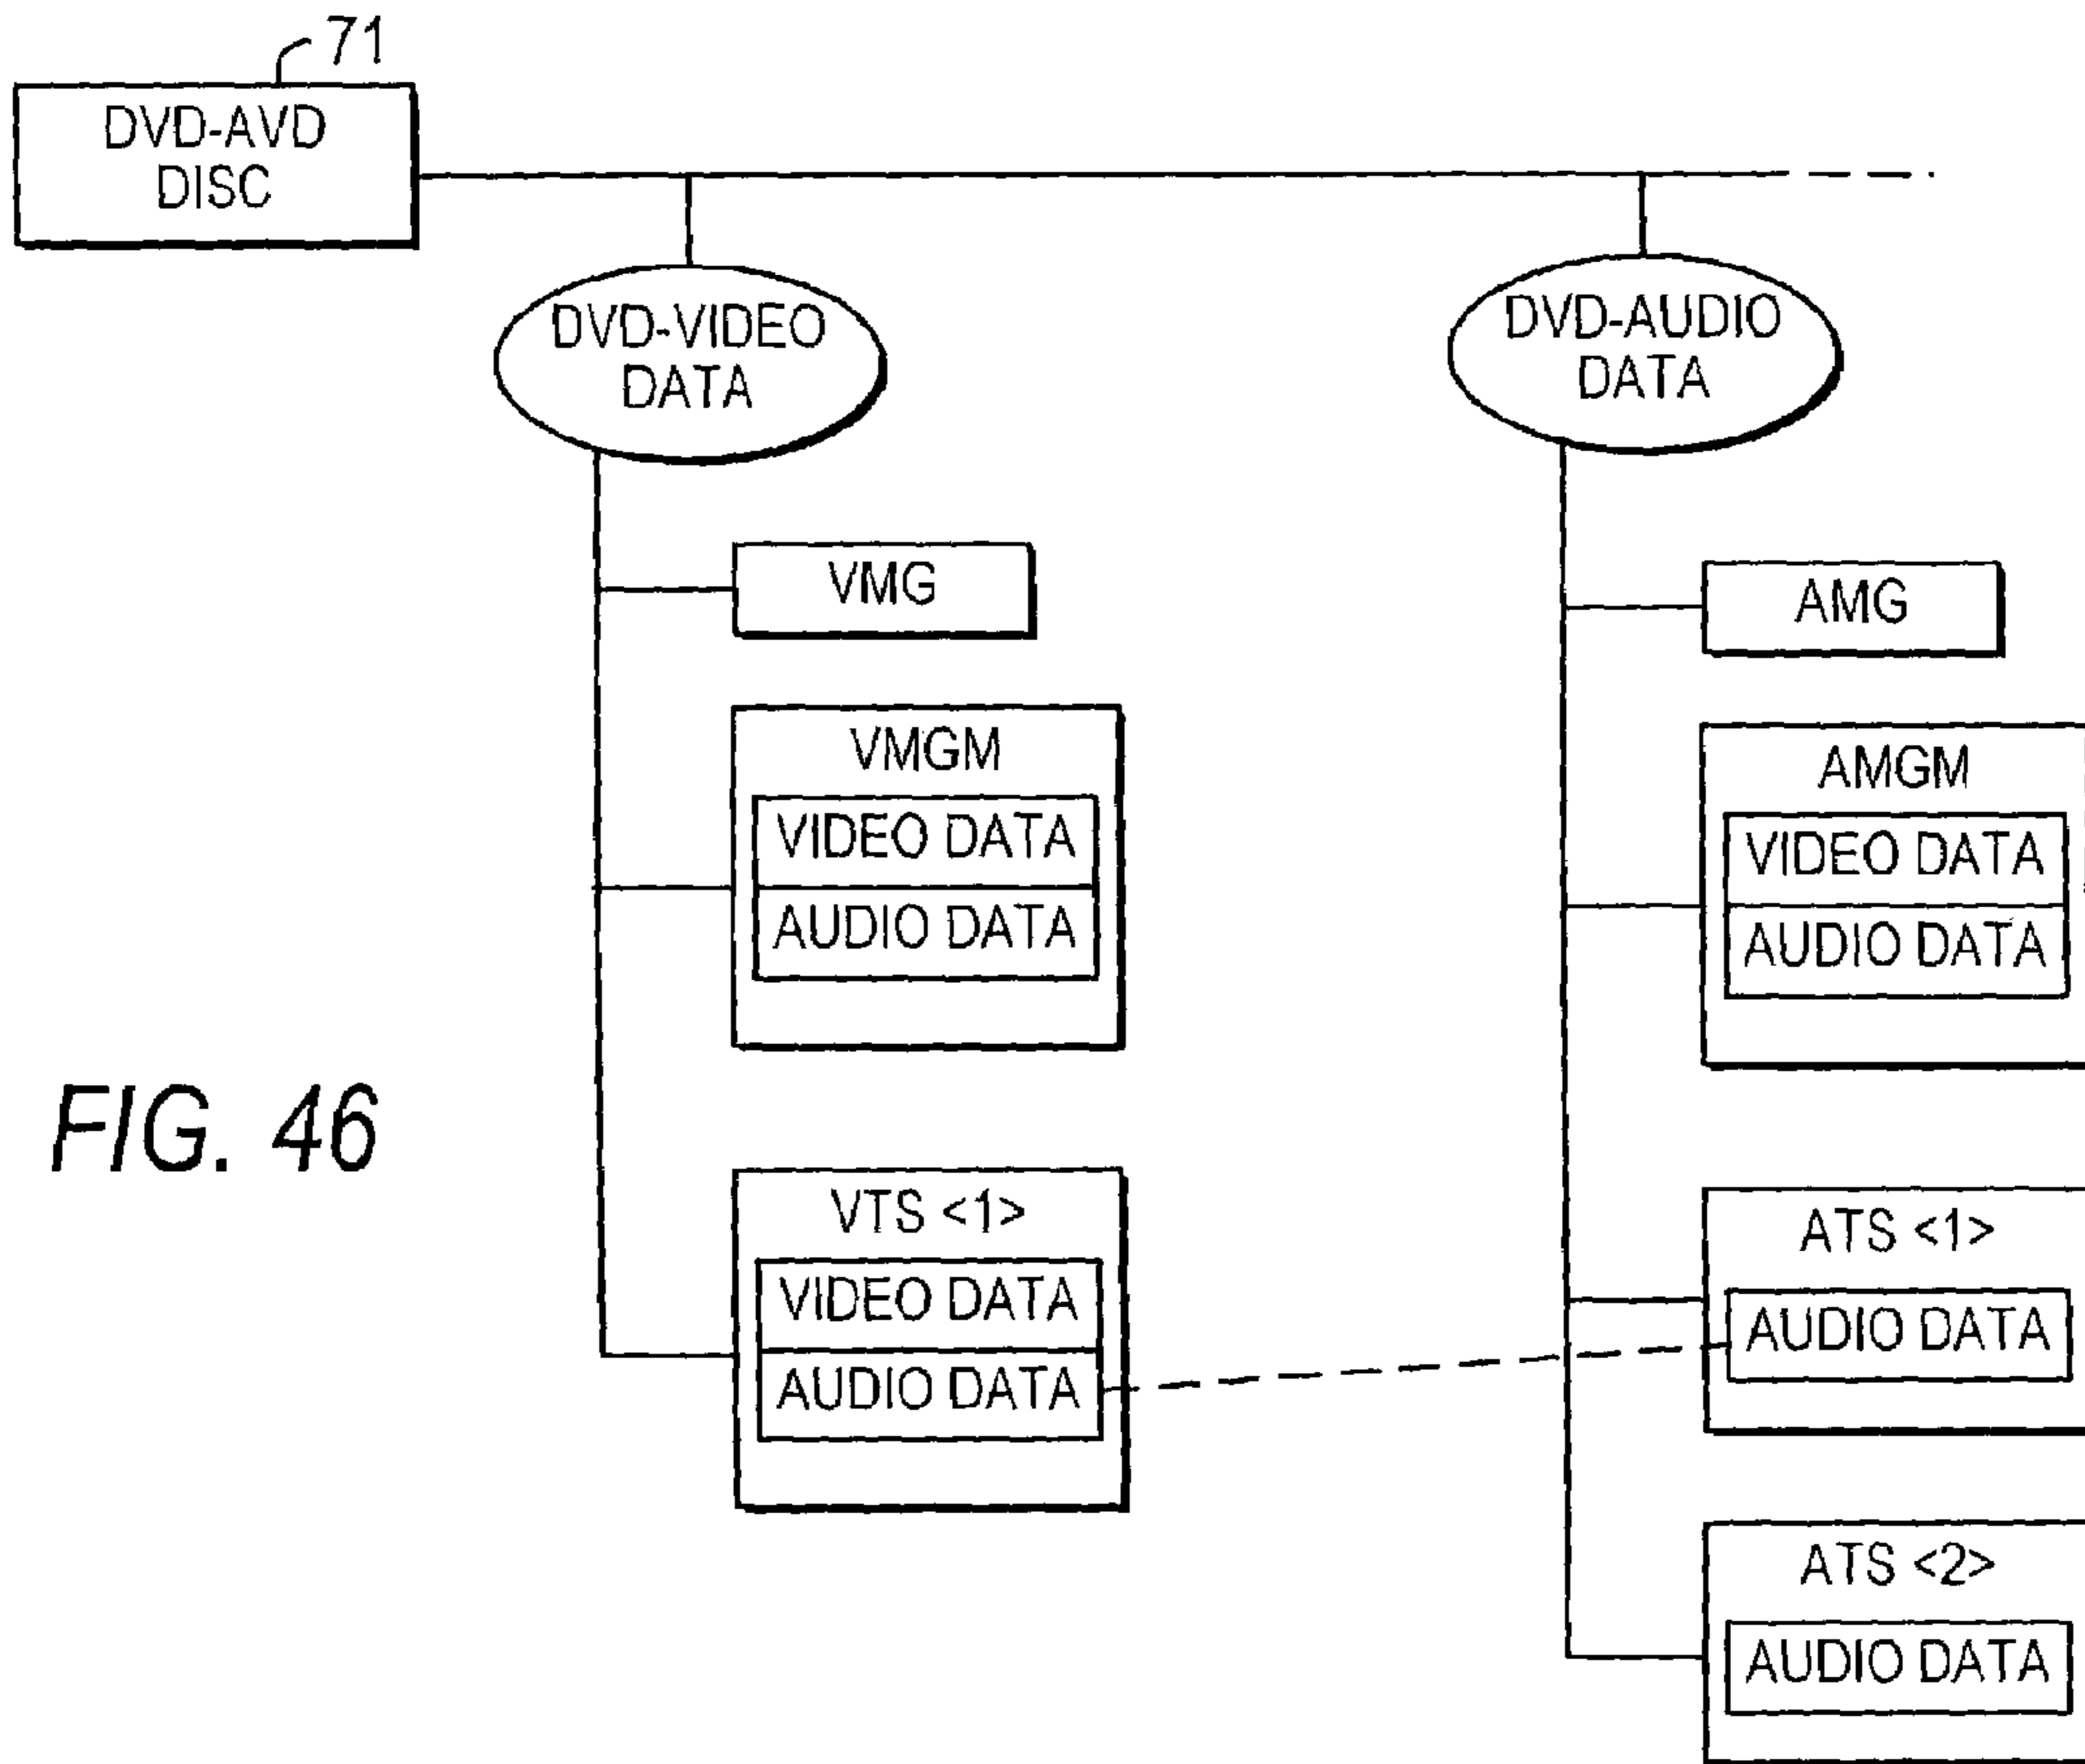 71
DVD-AVD
DISC
DVD-VIDEO
DATA
VMG
VMGM
VIDEO DATA
AUDIO DATA
VTS <1>
VIDEO DATA
AUDIO DATA
DVD-AUDIO
DATA
AMG
AMGM
VIDEO DATA
AUDIO DATA
ATS <1>
AUDIO DATA
ATS <2>
AUDIO DATA
FIG. 46